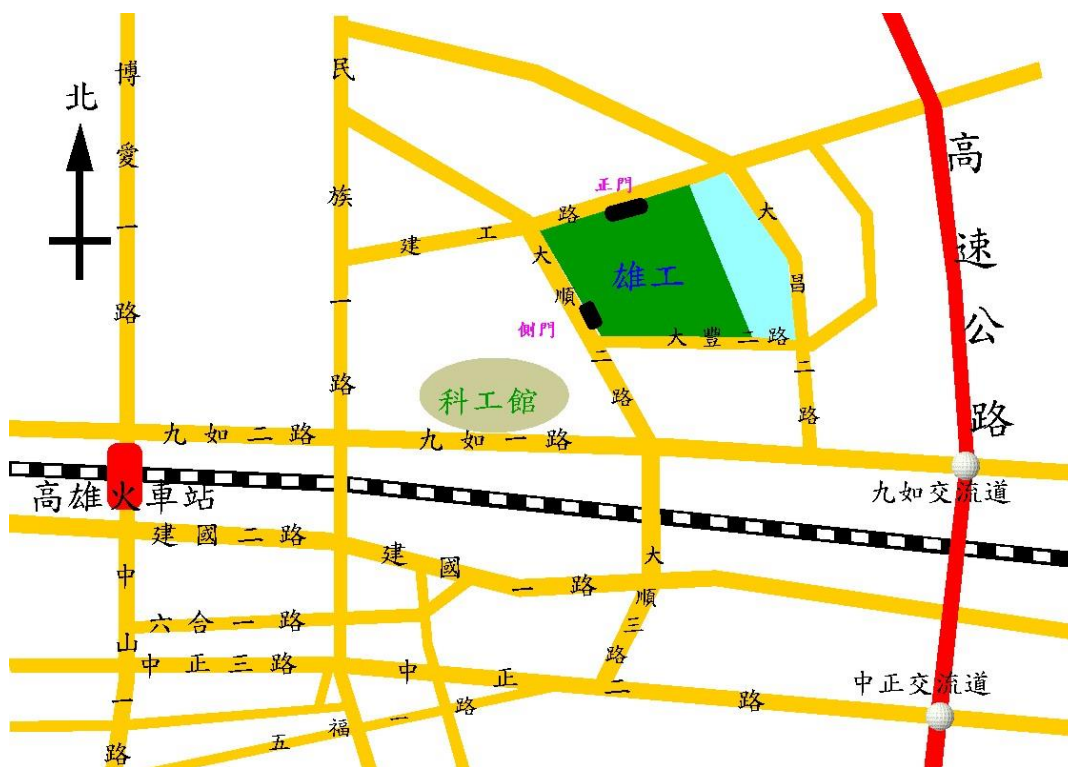 北
博愛一路
民族一路
高速公路
正門
建工路
大順二路
大昌二路
雄工
側門
大豐二路
科工館
九如二路
九如一路
高雄火車站
九如交流道
建國二路
建國一路
大順三路
中山一路
六合一路
中正三路
中正二路
中正交流道
五福一路